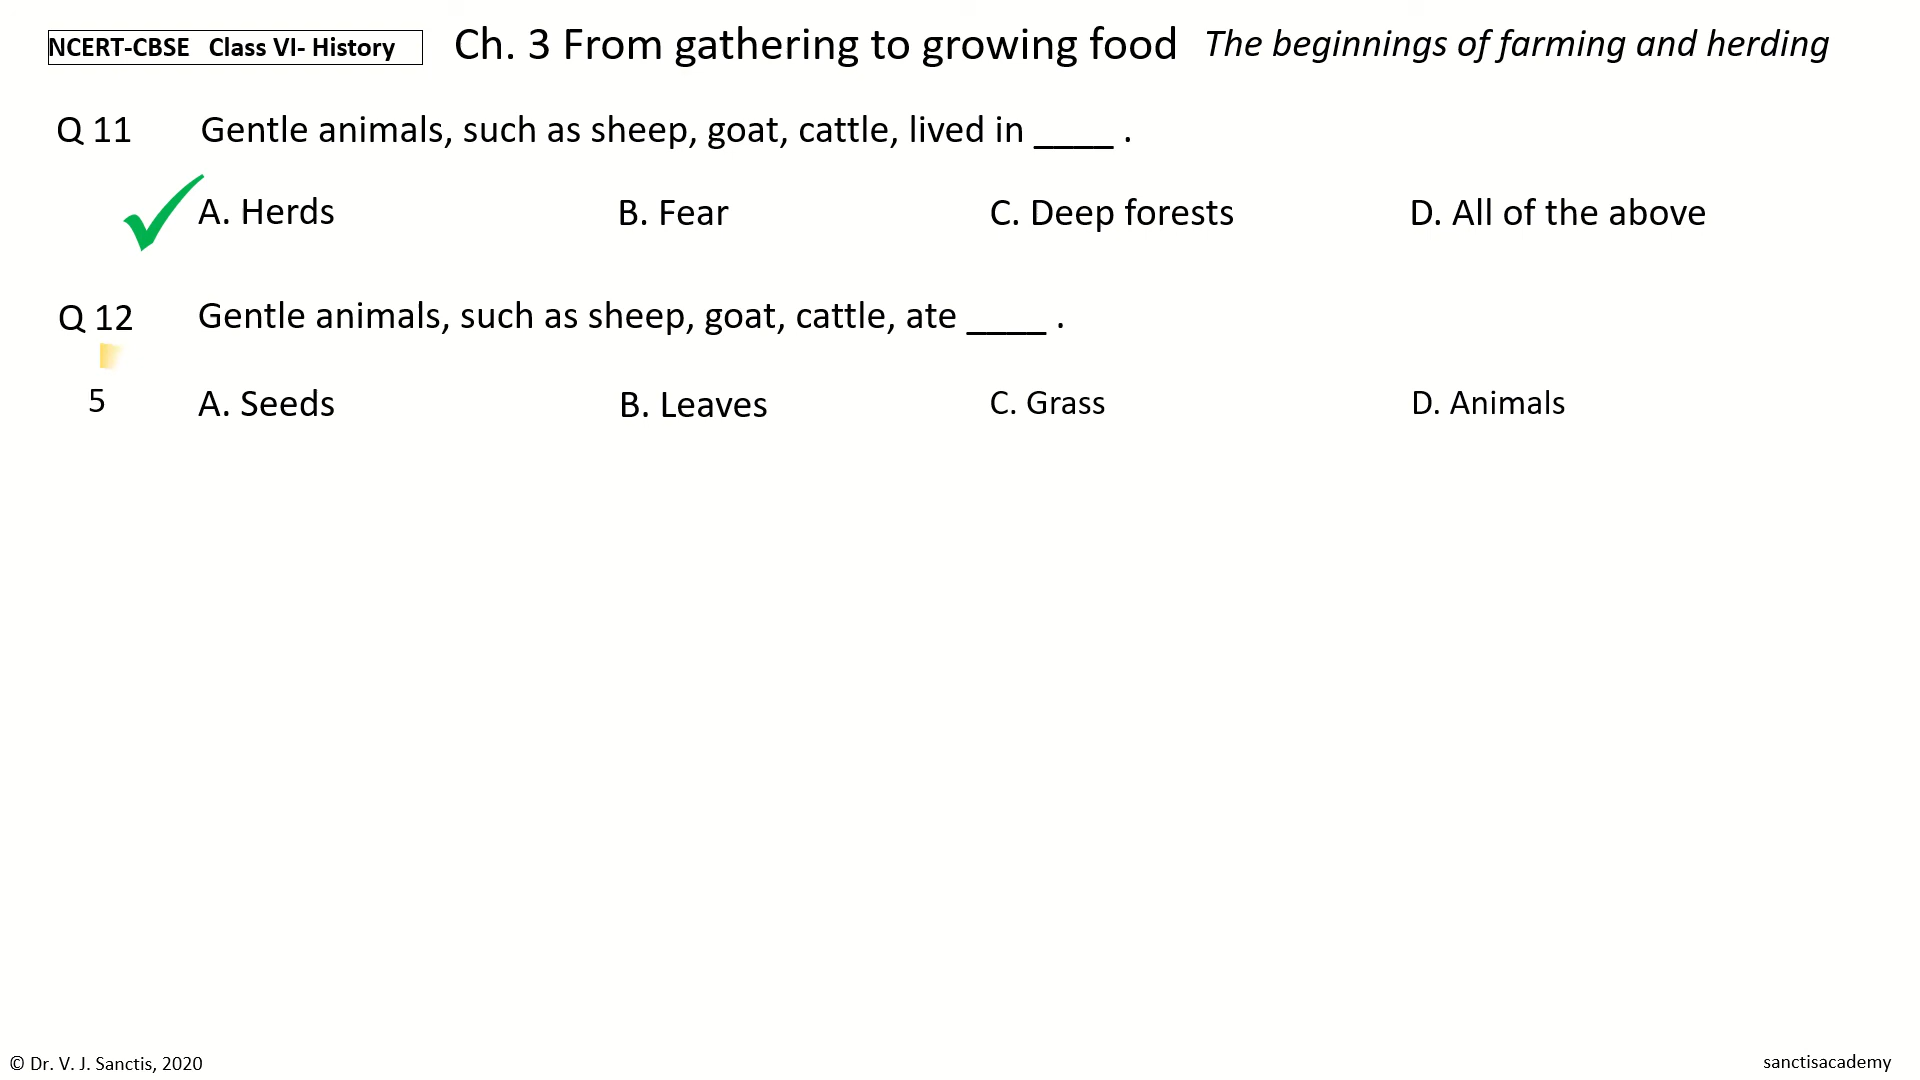 NCERT-CBSE Class VI- History Ch. 3 From gathering to growing food The beginnings of farming and herding
Q 11 Gentle animals, such as sheep, goat, cattle, lived in ____ .
A. Herds B. Fear C. Deep forests D. All of the above
Q 12 Gentle animals, such as sheep, goat, cattle, ate ____ .
5 A. Seeds B. Leaves C. Grass D. Animals
© Dr. V. J. Sanctis, 2020 sanctisacademy